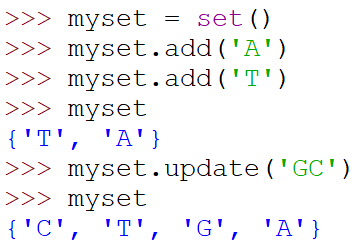 >>> myset = set()
>>> myset.add('A')
>>> myset.add('T')
>>> myset
{'T', 'A'}
>>> myset.update('GC')
>>> myset
{'C', 'T', 'G', 'A'}